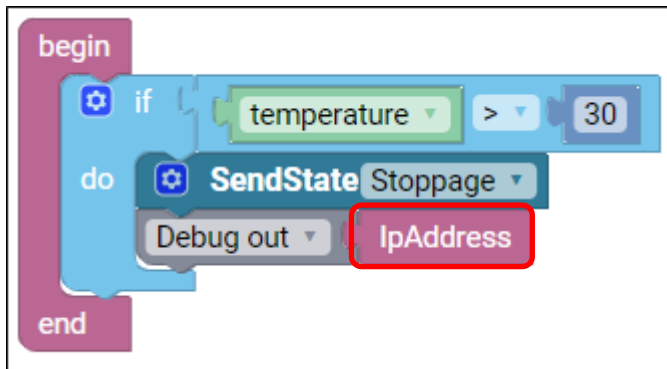 begin
if temperature > 30
do SendState Stoppage
Debug out IpAddress
end